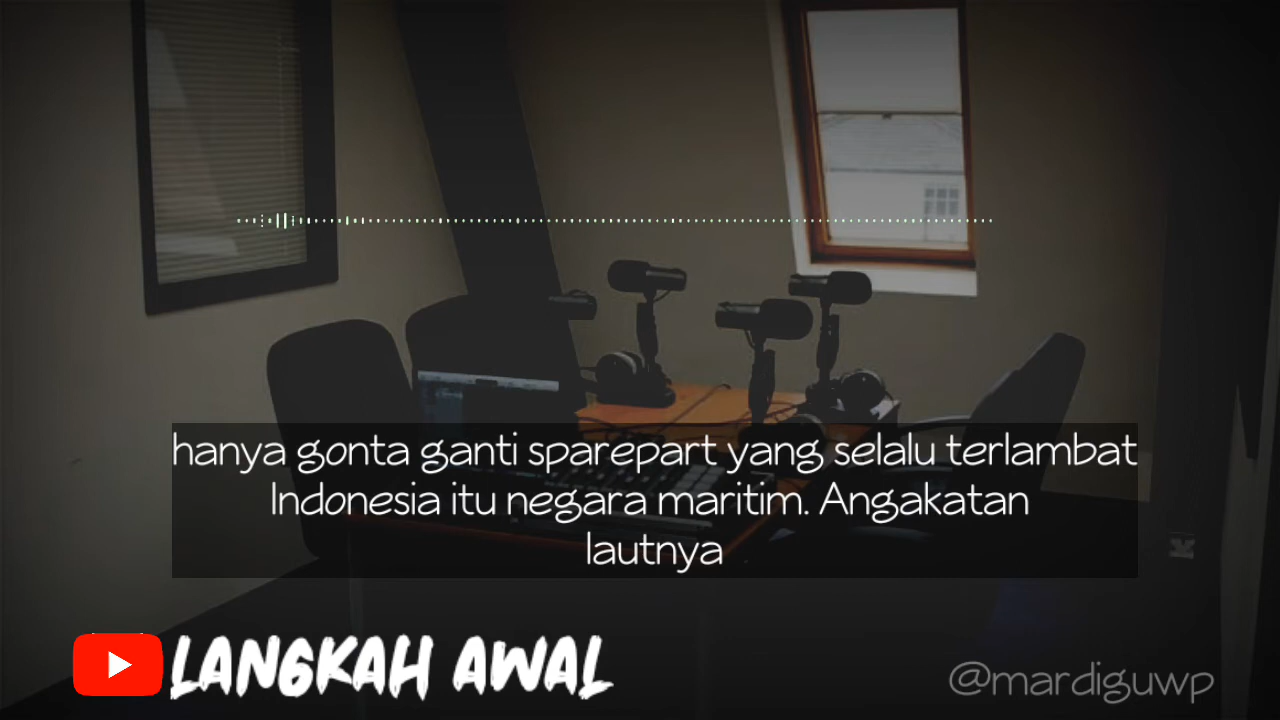 hanya gonta ganti sparepart yang selalu terlambat
Indonesia itu negara maritim. Angakatan
lautnya
LANGKAH AWAL
@mardiguwp